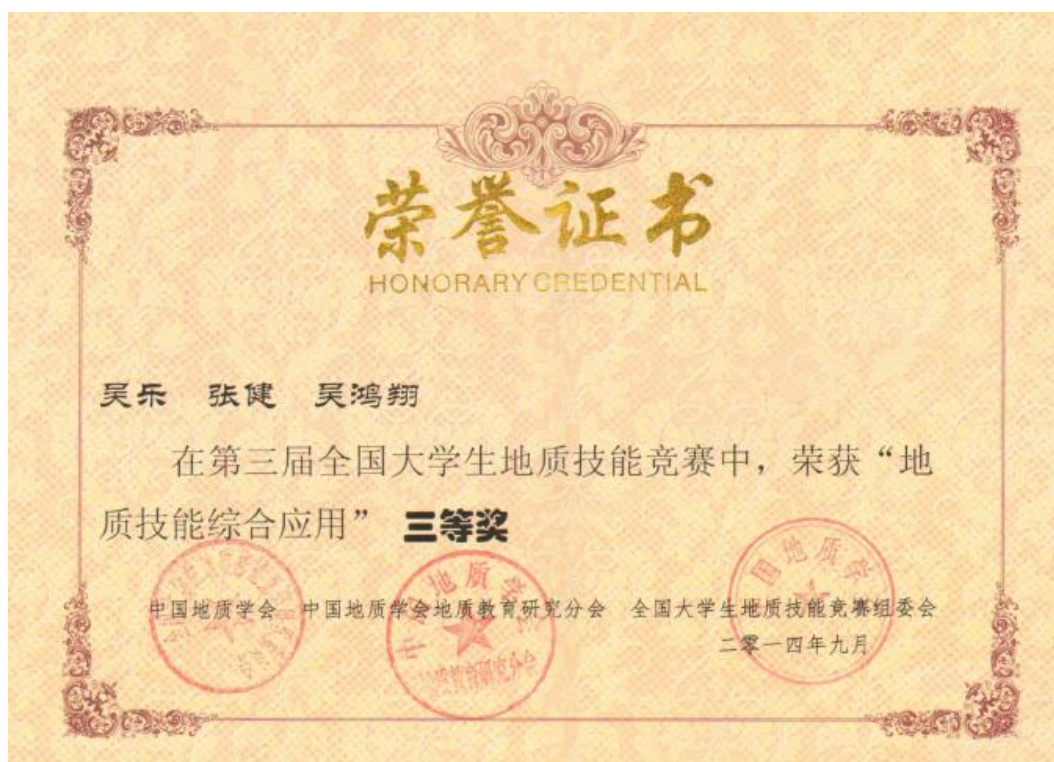 荣誉证书
HONORARY CREDENTIAL
吴乐 张健 吴鸿翔
在第三届全国大学生地质技能竞赛中，荣获“地
质技能综合应用” 三等奖
中国地质学会 中国地质学会地质教育研究分会 全国大学生地质技能竞赛组委会
二零一四年九月